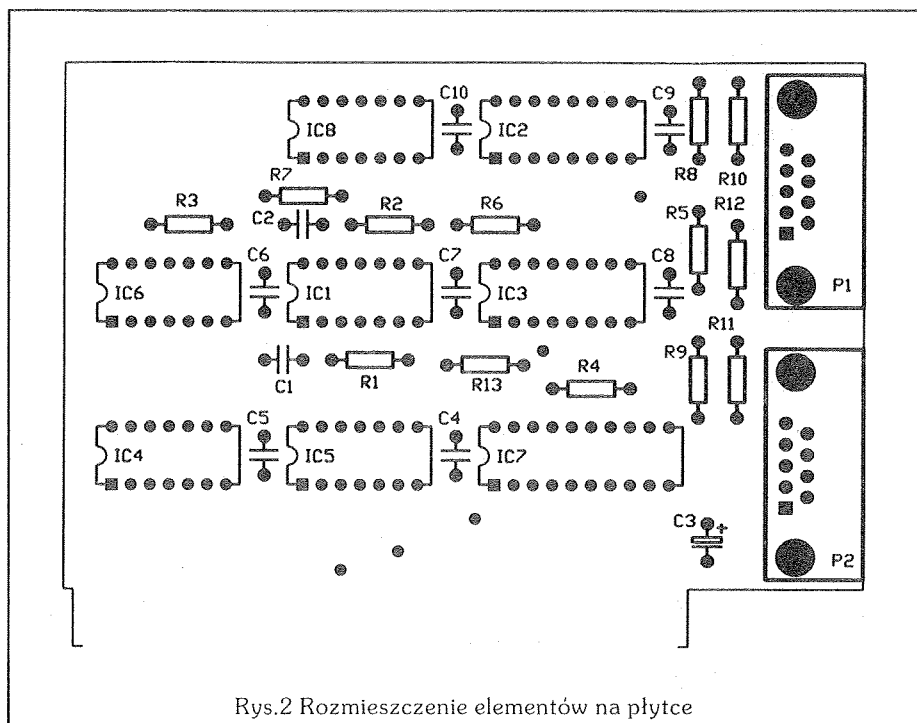 C10
C9
IC8
IC2
R8
R10
R7
R3
C2
R2
R6
R5
R12
C6
C7
C8
IC6
IC1
IC3
P1
R11
R9
C1
R1
R13
R4
C5
C4
IC4
IC5
IC7
C3
+
P2
Rys.2 Rozmieszczenie elementów na płytce